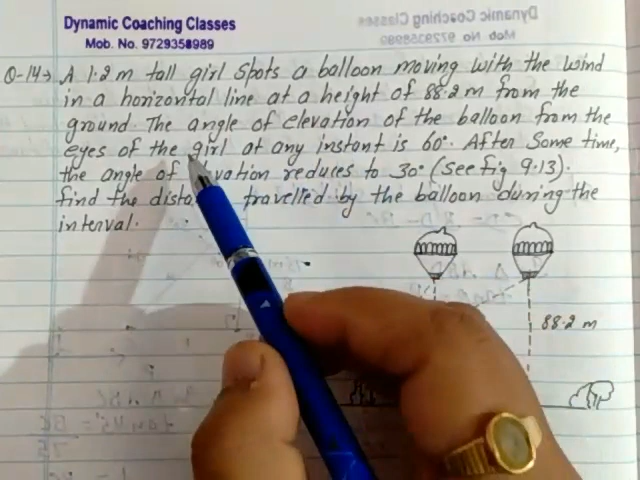 Dynamic Coaching Classes
Mob. No. 9729358989
Q-14→ A 1.2 m tall girl spots a balloon moving with the wind
in a horizontal line at a height of 88.2 m from the
ground. The angle of elevation of the balloon from the
eyes of the girl at any instant is 60°. After some time,
the angle of vation reduces to 30° (see fig 9.13).
find the dista travelled by the balloon during the
interval.
88.2 m